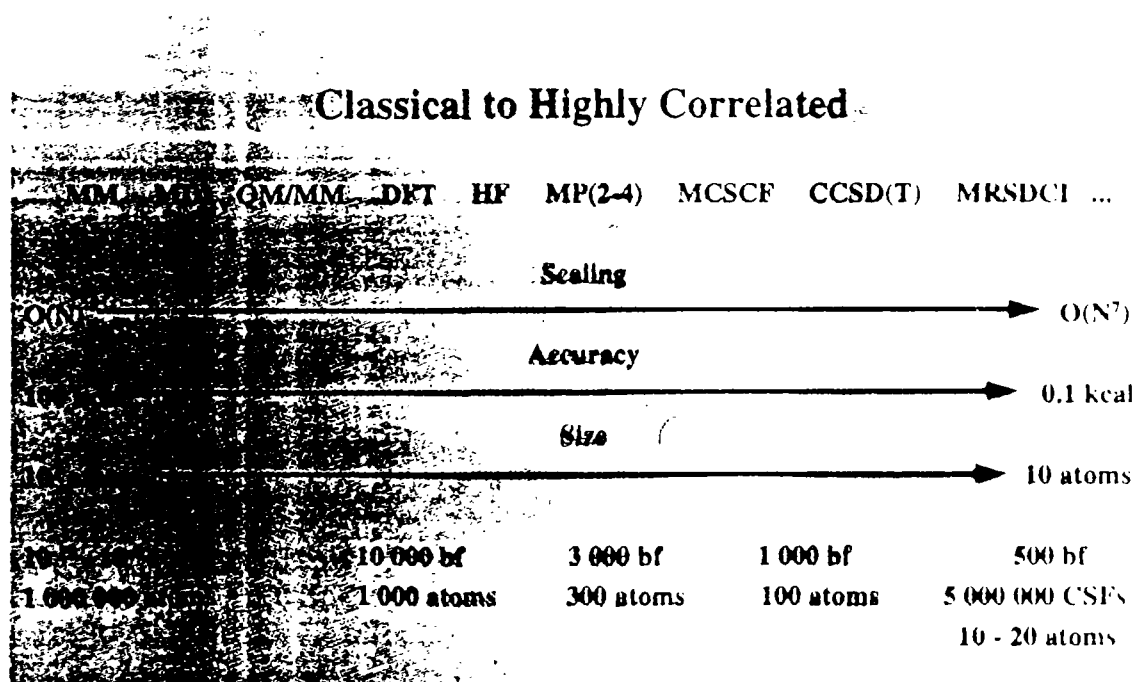 Classical to Highly Correlated
MM MD QM/MM DFT HF MP(2-4) MCSCF CCSD(T) MRSDCI ...
Scaling
O(N) O(N⁷)
Accuracy
0.1 kcal
Size
10 atoms
10 000 bf 3 000 bf 1 000 bf 500 bf
1 000 000 1 000 atoms 300 atoms 100 atoms 5 000 000 CSFs
10 - 20 atoms